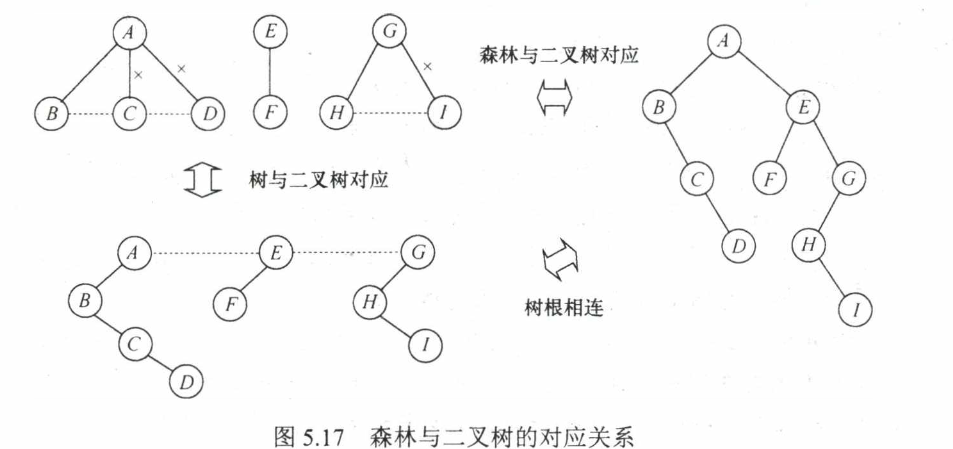 A E G
× × ×
B C D F H I
森林与二叉树对应
A
B E
C F G
D H
I
树与二叉树对应
A E G
B F H
C I
D
树根相连
图 5.17 森林与二叉树的对应关系